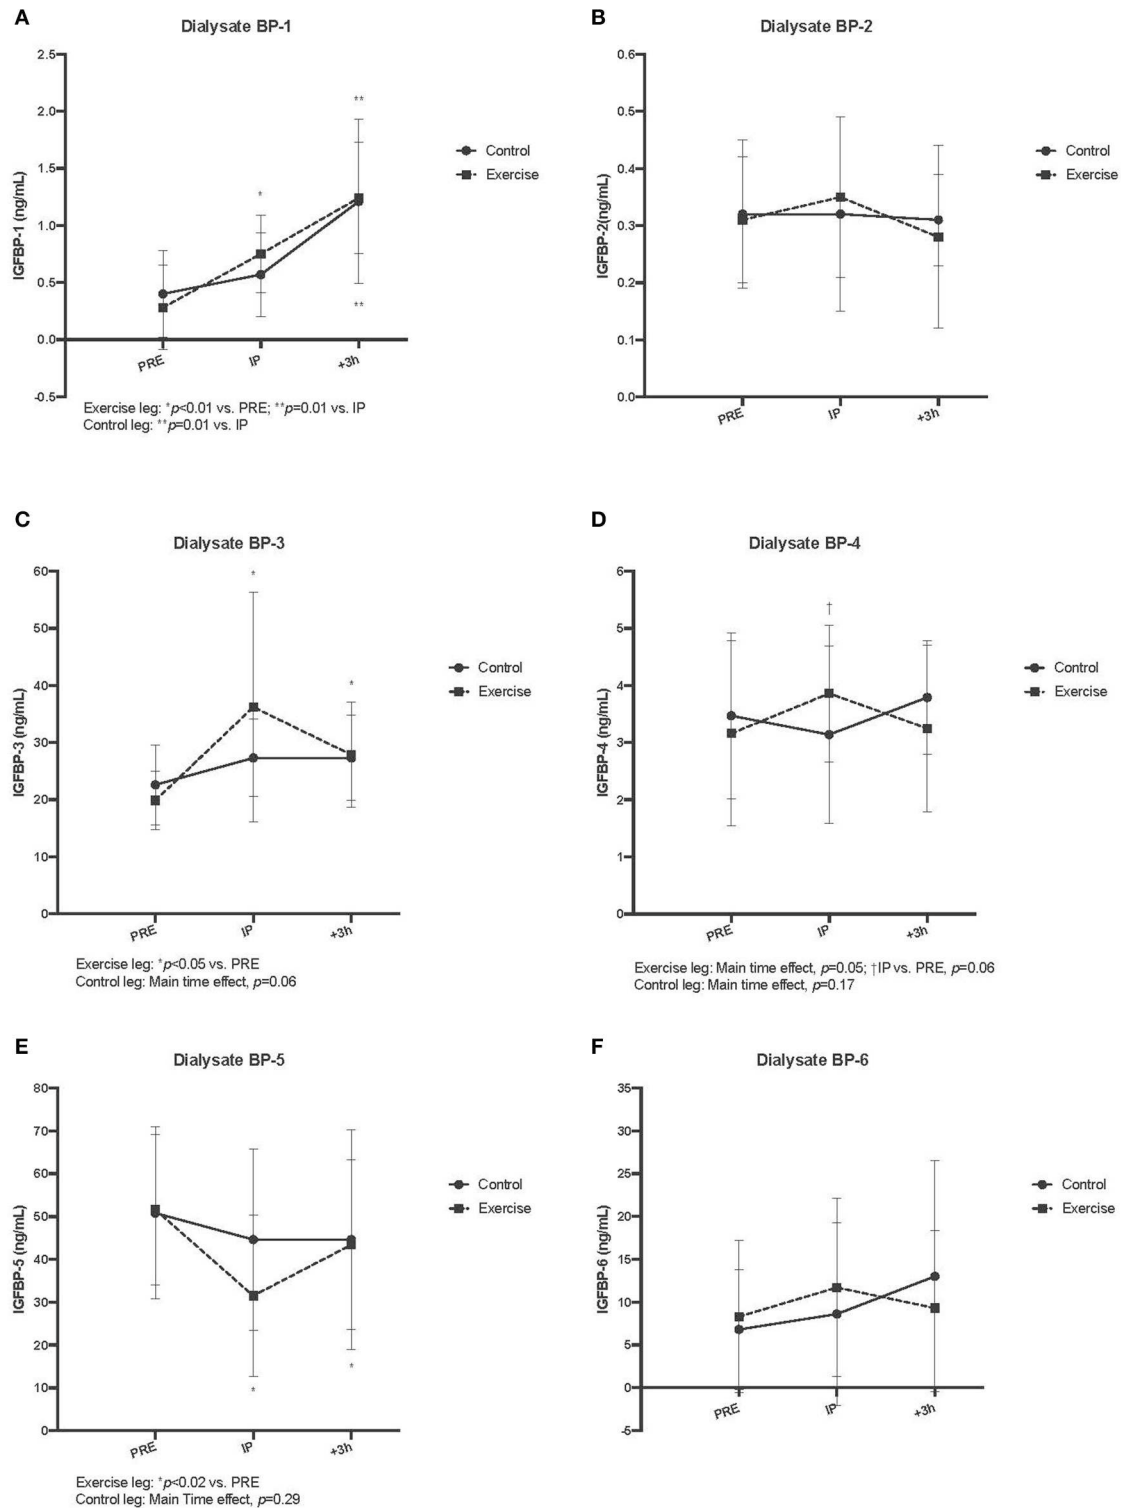 A
Dialysate BP-1
2.5
2.0
1.5
1.0
0.5
0.0
-0.5
IGFBP-1 (ng/mL)
**
*
**
PRE
IP
+3h
Control
Exercise
Exercise leg: *p<0.01 vs. PRE; **p=0.01 vs. IP
Control leg: **p=0.01 vs. IP
B
Dialysate BP-2
0.6
0.5
0.4
0.3
0.2
0.1
0.0
IGFBP-2(ng/mL)
PRE
IP
+3h
Control
Exercise
C
Dialysate BP-3
60
50
40
30
20
10
0
IGFBP-3 (ng/mL)
*
*
PRE
IP
+3h
Control
Exercise
Exercise leg: *p<0.05 vs. PRE
Control leg: Main time effect, p=0.06
D
Dialysate BP-4
6
5
4
3
2
1
0
IGFBP-4 (ng/mL)
†
PRE
IP
+3h
Control
Exercise
Exercise leg: Main time effect, p=0.05; †IP vs. PRE, p=0.06
Control leg: Main time effect, p=0.17
E
Dialysate BP-5
80
70
60
50
40
30
20
10
0
IGFBP-5 (ng/mL)
*
*
PRE
IP
+3h
Control
Exercise
Exercise leg: *p<0.02 vs. PRE
Control leg: Main Time effect, p=0.29
F
Dialysate BP-6
35
30
25
20
15
10
5
0
-5
IGFBP-6 (ng/mL)
PRE
IP
+3h
Control
Exercise